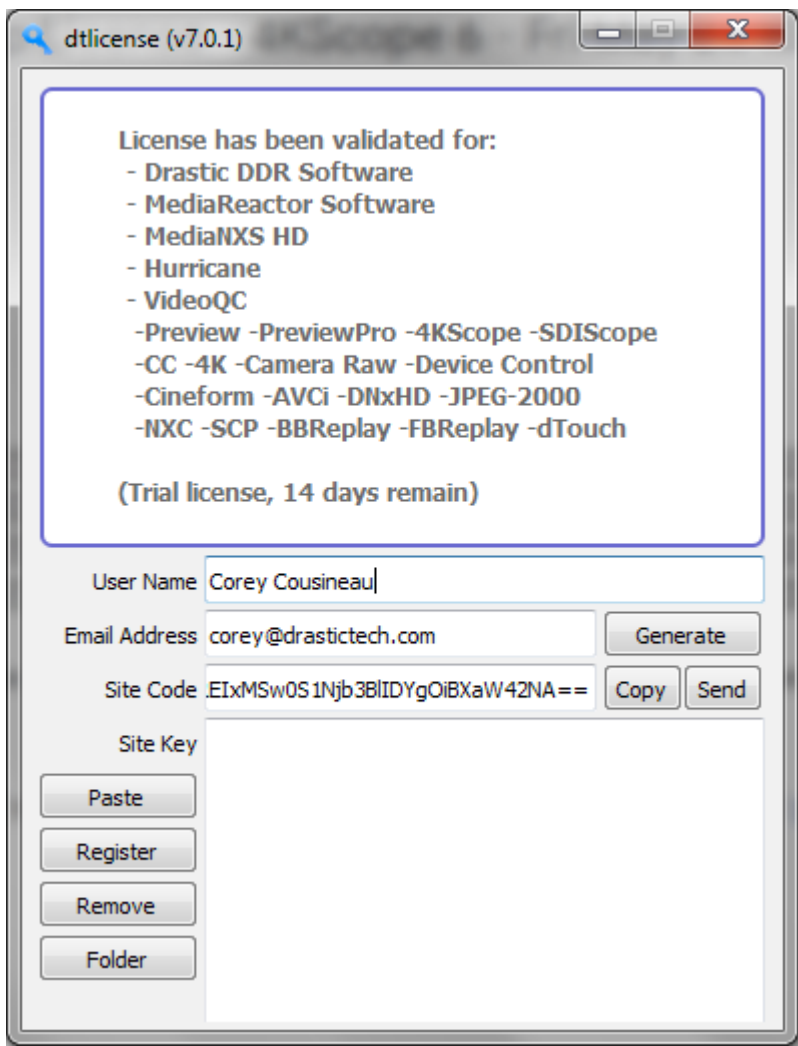 dtlicense (v7.0.1)
License has been validated for:
- Drastic DDR Software
- MediaReactor Software
- MediaNXS HD
- Hurricane
- VideoQC
-Preview -PreviewPro -4KScope -SDIScope
-CC -4K -Camera Raw -Device Control
-Cineform -AVCi -DNxHD -JPEG-2000
-NXC -SCP -BBReplay -FBReplay -dTouch
(Trial license, 14 days remain)
User Name Corey Cousineau
Email Address corey@drastictech.com Generate
Site Code .EIxMSw0S1Njb3BlIDYgOiBXaW42NA== Copy Send
Site Key
Paste
Register
Remove
Folder